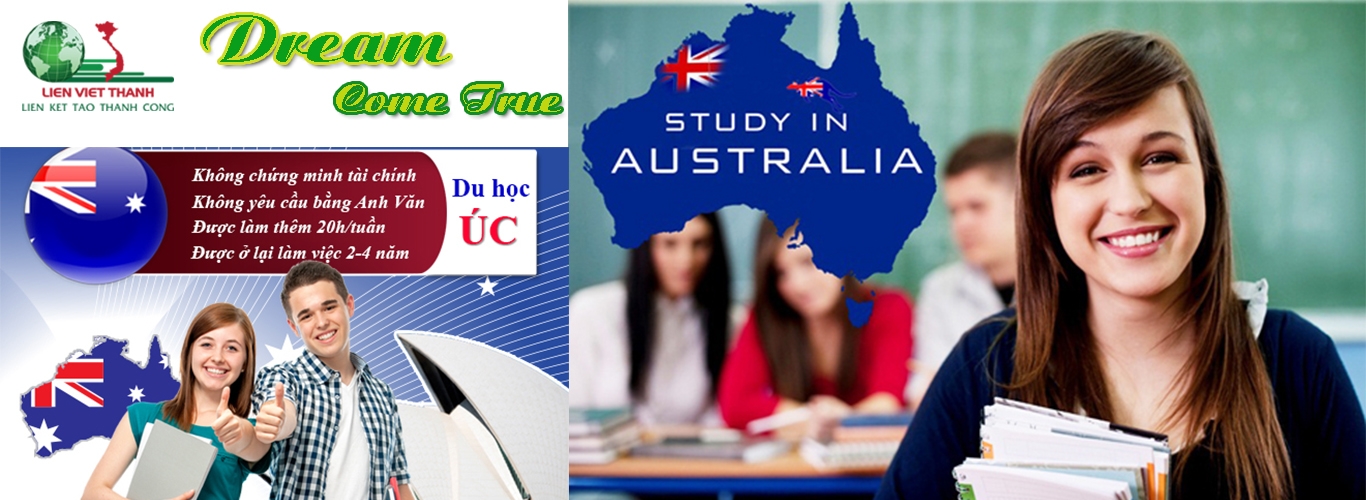 Dream
Come True
LIEN VIET THANH
LIEN KET TAO THANH CONG
Không chứng minh tài chính
Không yêu cầu bằng Anh Văn
Được làm thêm 20h/tuần
Được ở lại làm việc 2-4 năm
Du học
ÚC
STUDY IN
AUSTRALIA